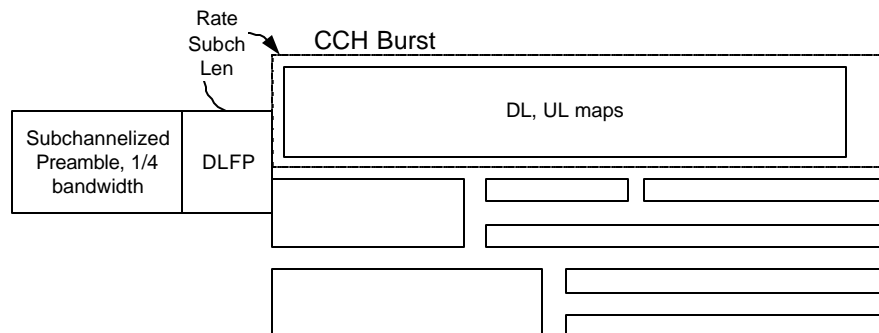 Rate
Subch
Len
CCH Burst
DL, UL maps
Subchannelized
Preamble, 1/4
bandwidth
DLFP